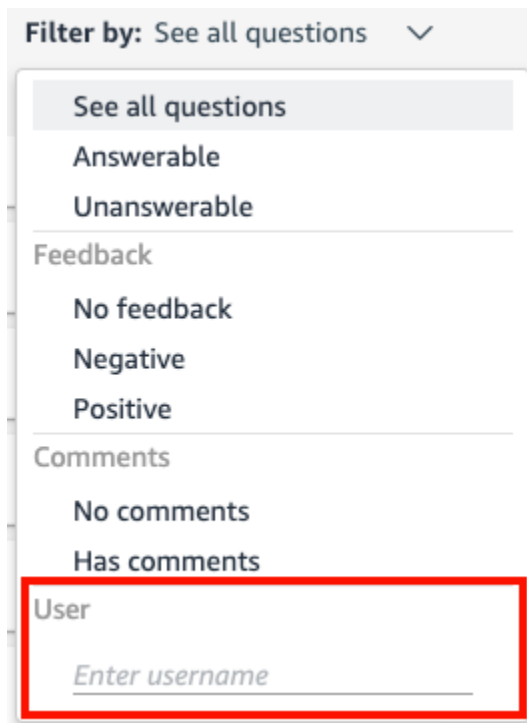 Filter by: See all questions
See all questions
Answerable
Unanswerable
Feedback
No feedback
Negative
Positive
Comments
No comments
Has comments
User
Enter username